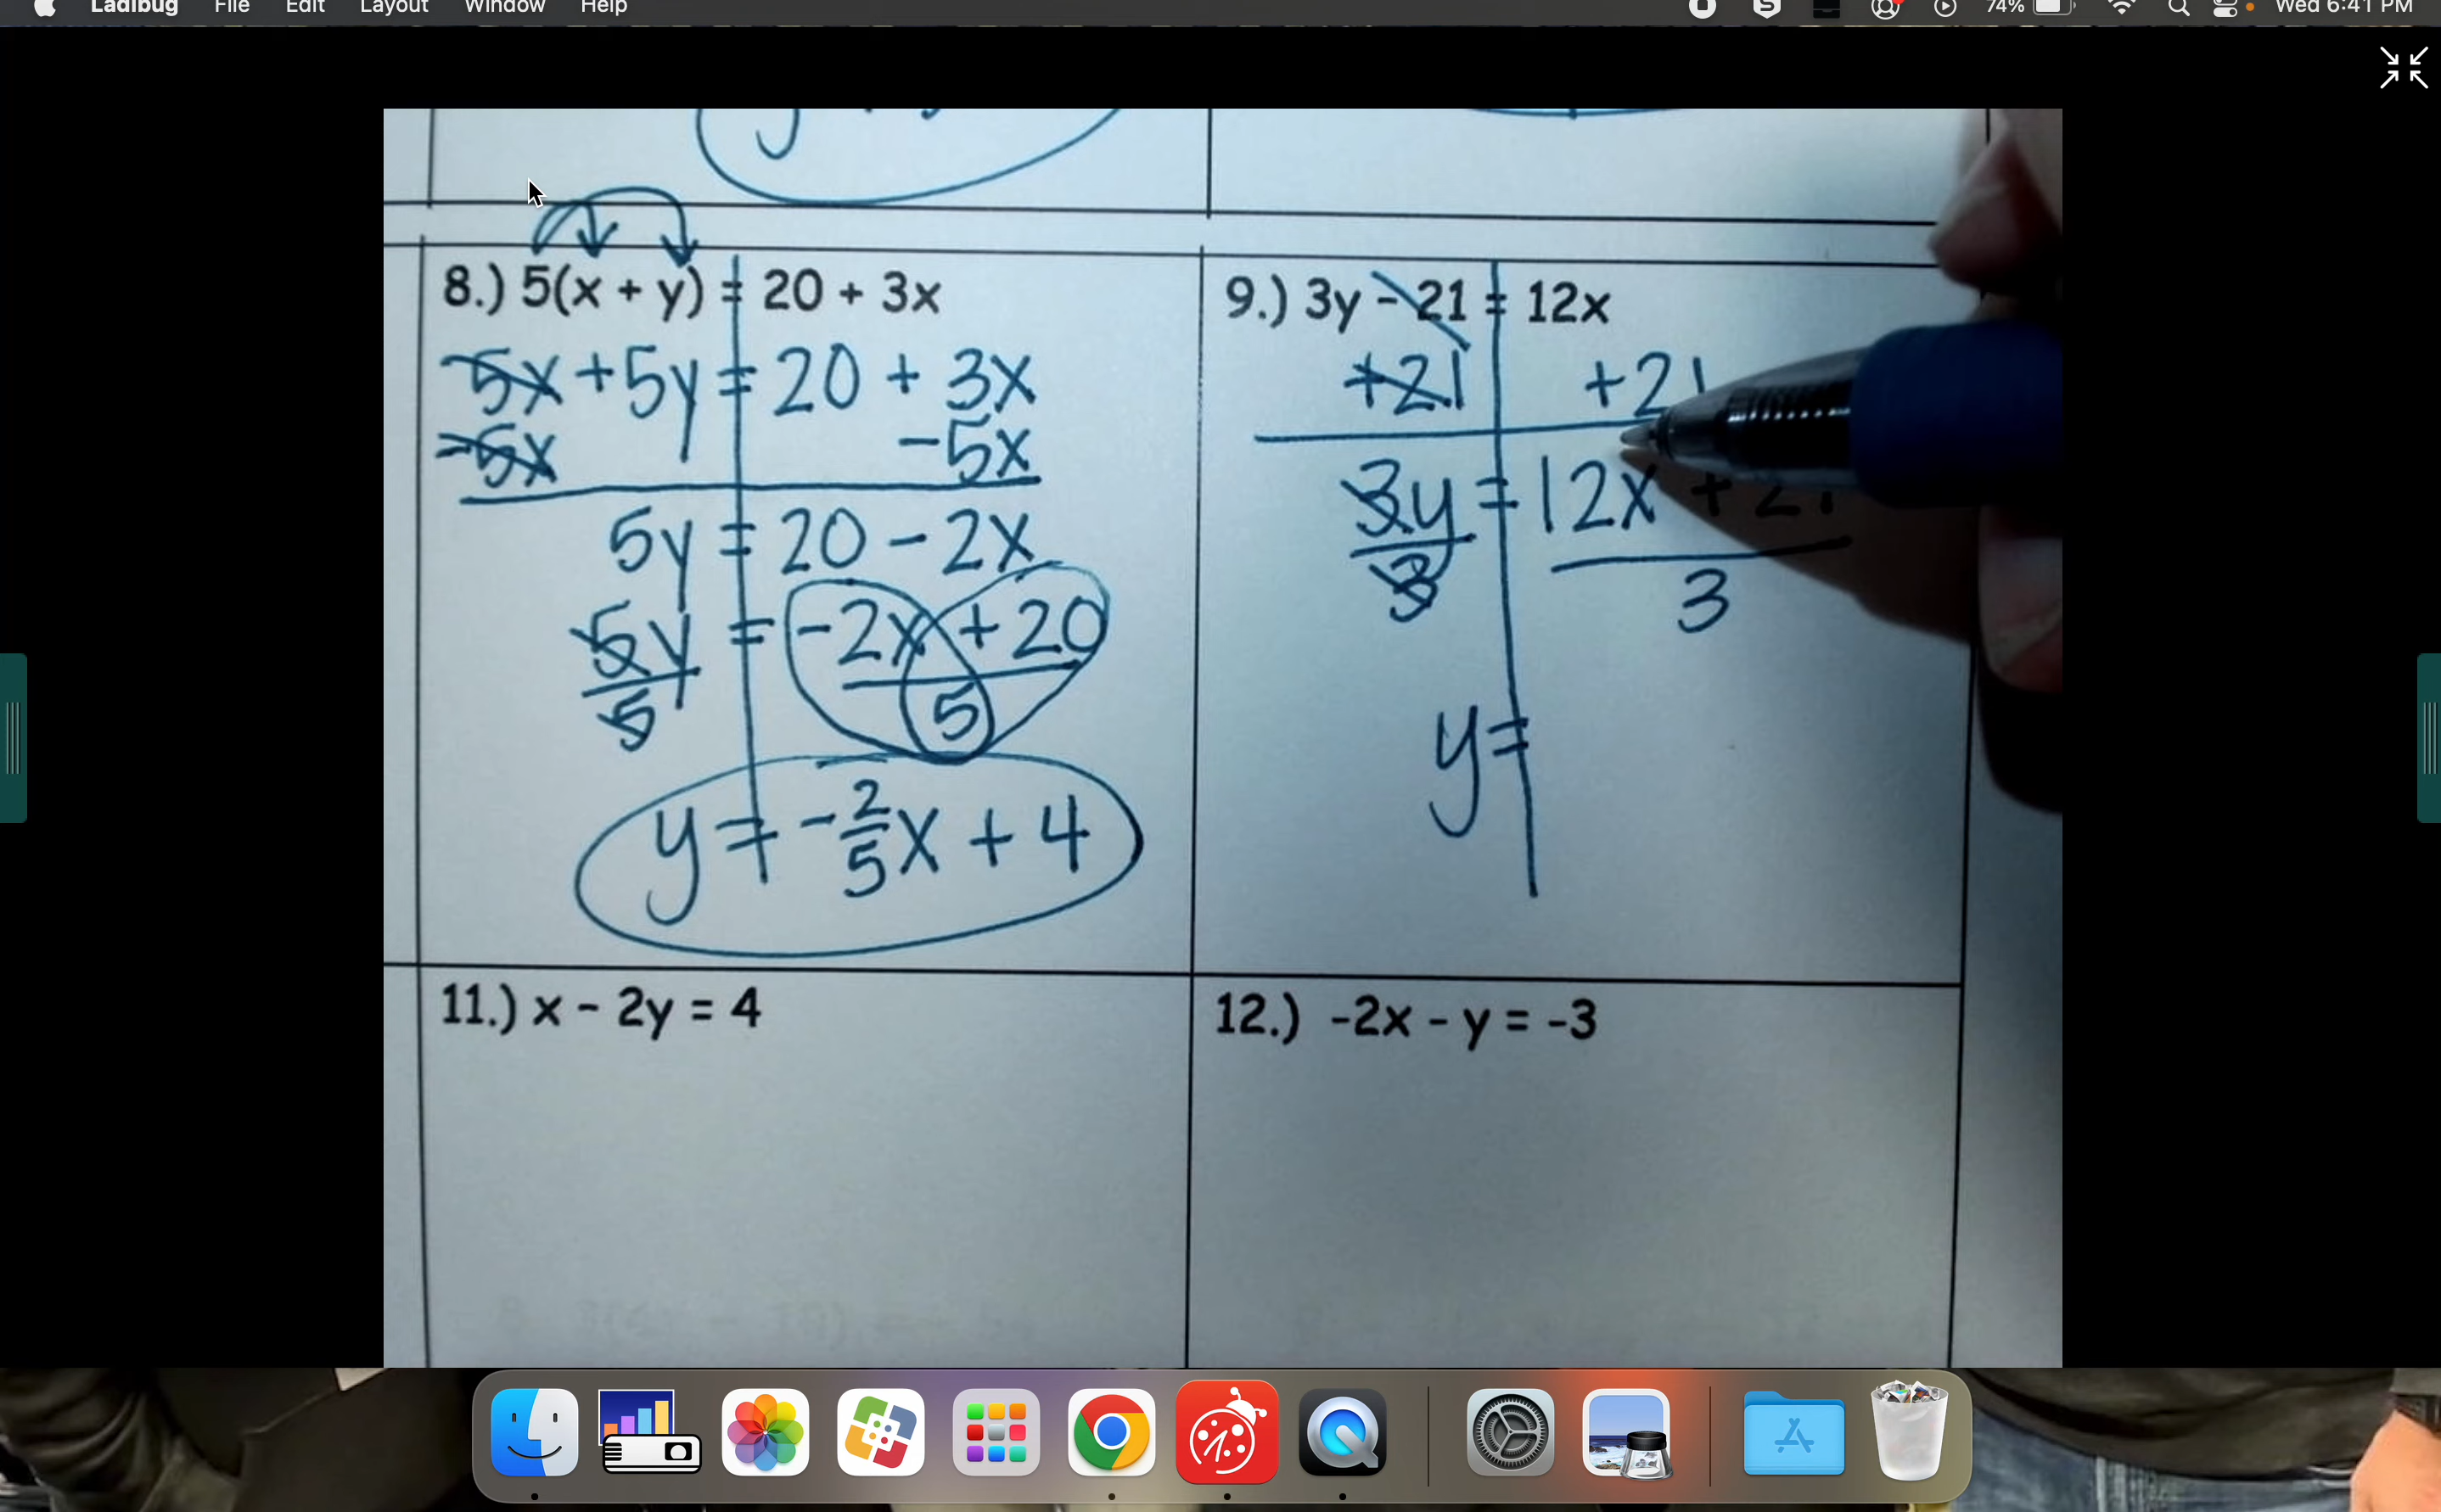 Ladibug File Edit Layout Window Help 74% Wed 6:41 PM
8.) 5(x + y) = 20 + 3x
5x + 5y = 20 + 3x
-5x -5x
5y = 20 - 2x
5y = -2x + 20
5 5
y = -2/5 x + 4
9.) 3y - 21 = 12x
+21 +21
3y = 12x + 21
3 3
y =
11.) x - 2y = 4
12.) -2x - y = -3